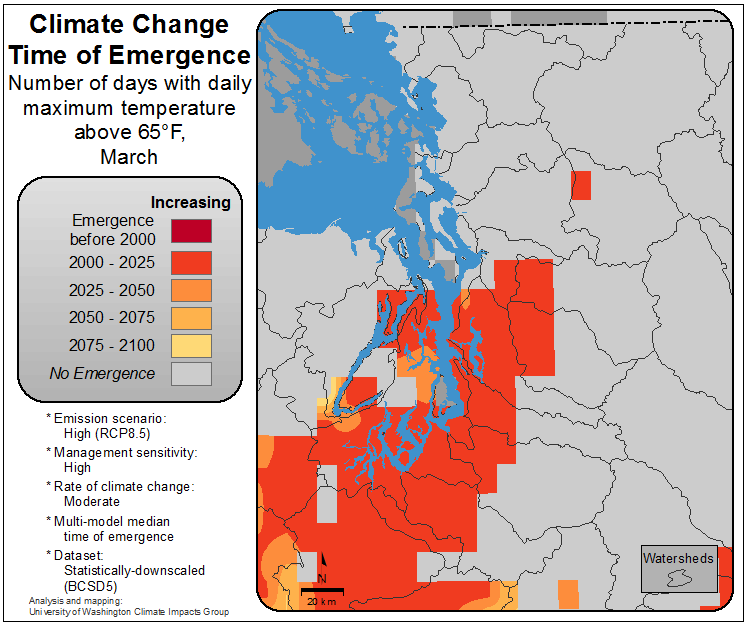 Climate Change
Time of Emergence
Number of days with daily
maximum temperature
above 65°F,
March
Increasing
Emergence
before 2000
2000 - 2025
2025 - 2050
2050 - 2075
2075 - 2100
No Emergence
* Emission scenario:
High (RCP8.5)
* Management sensitivity:
High
* Rate of climate change:
Moderate
* Multi-model median
time of emergence
* Dataset:
Statistically-downscaled
(BCSD5)
Analysis and mapping:
University of Washington Climate Impacts Group
N
20 km
Watersheds